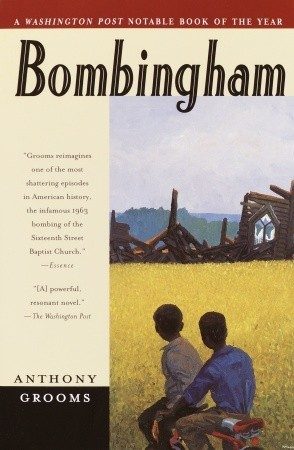 A WASHINGTON POST NOTABLE BOOK OF THE YEAR
Bombingham
"Grooms reimagines
one of the most
shattering episodes
in American history,
the infamous 1963
bombing of the
Sixteenth Street
Baptist Church."
—Essence
"[A] powerful,
resonant novel."
—The Washington Post
ANTHONY
GROOMS